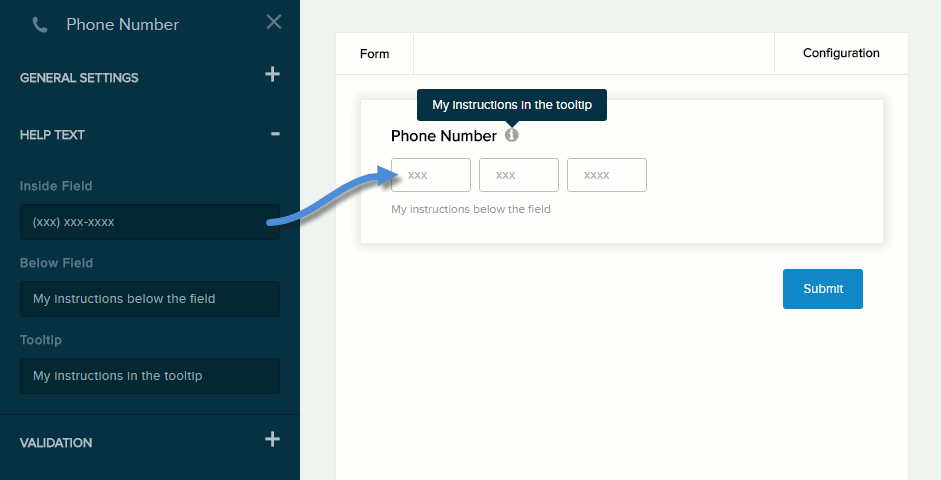 Phone Number
GENERAL SETTINGS
HELP TEXT
Inside Field
(xxx) xxx-xxxx
Below Field
My instructions below the field
Tooltip
My instructions in the tooltip
VALIDATION
Form
Configuration
My instructions in the tooltip
Phone Number
xxx xxx xxxx
My instructions below the field
Submit